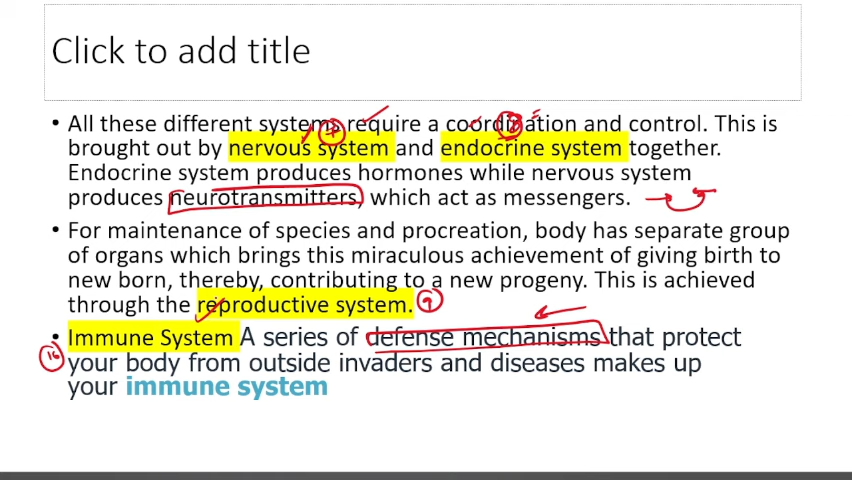 Click to add title
• All these different systems require a coordination and control. This is
brought out by nervous system and endocrine system together.
Endocrine system produces hormones while nervous system
produces neurotransmitters, which act as messengers.
• For maintenance of species and procreation, body has separate group
of organs which brings this miraculous achievement of giving birth to
new born, thereby, contributing to a new progeny. This is achieved
through the reproductive system. 9
• Immune System A series of defense mechanisms that protect
your body from outside invaders and diseases makes up
your immune system